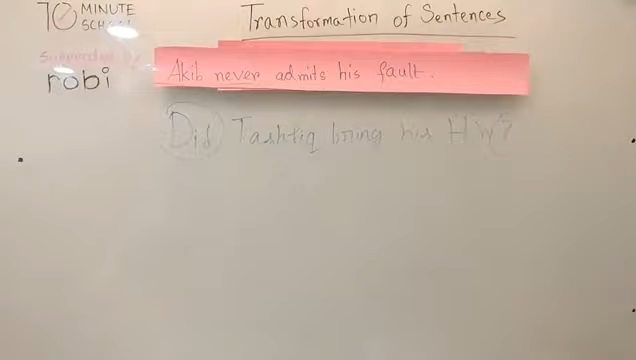 10 MINUTE
SCHOOL
Transformation of Sentences
robi
Akib never admits his fault.
Did Tashfiq bring his HW?